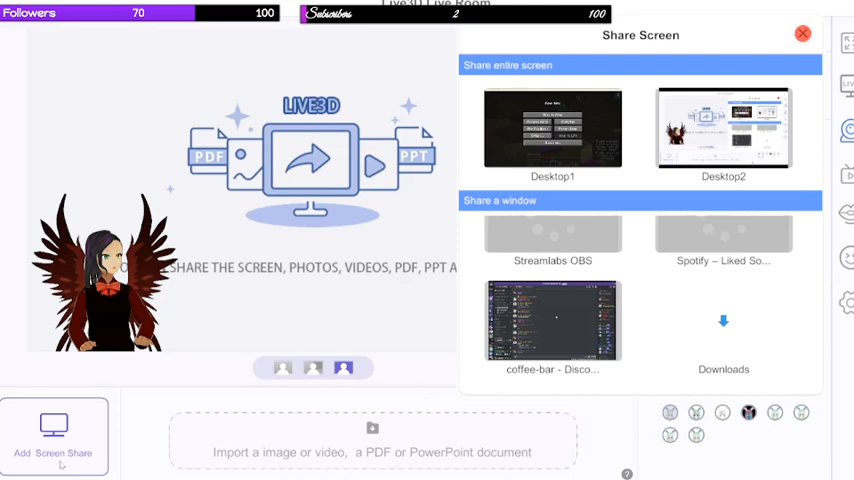 Live3D Live Room
Followers 70 100
Subscribers 2 100
Share Screen
Share entire screen
Desktop1
Desktop2
Share a window
Streamlabs OBS
Spotify – Liked So...
coffee-bar - Disco...
Downloads
LIVE3D
PDF
PPT
SHARE THE SCREEN, PHOTOS, VIDEOS, PDF, PPT A
Add Screen Share
Import a image or video, a PDF or PowerPoint document
?